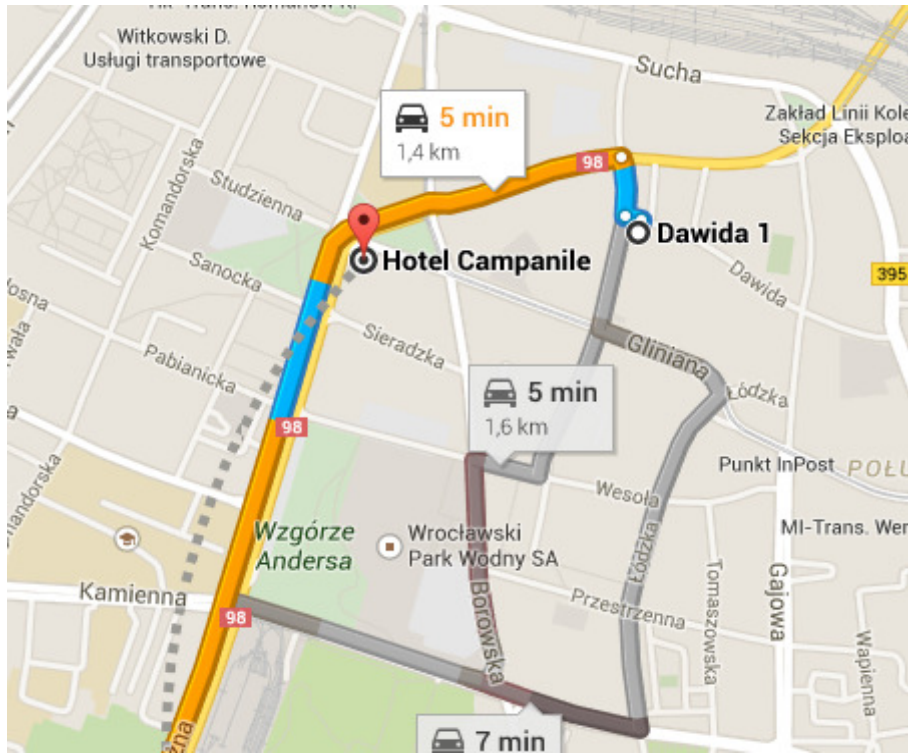 Witkowski D.
Usługi transportowe
Sucha
5 min
1,4 km
Zakład Linii Kole
Sekcja Eksploa
98
Komandorska
Studzienna
Dawida 1
Hotel Campanile
Sanocka
Dawida
395
Sieradzka
Gliniana
Pabianicka
5 min
1,6 km
Łódzka
98
Punkt InPost
POŁU
Wesoła
Wzgórze
Andersa
Wrocławski
Park Wodny SA
MI-Trans. Wer
Łódzka
Kamienna
98
Borowska
Przestrzenna
Tomaszowska
Gajowa
Wapienna
7 min